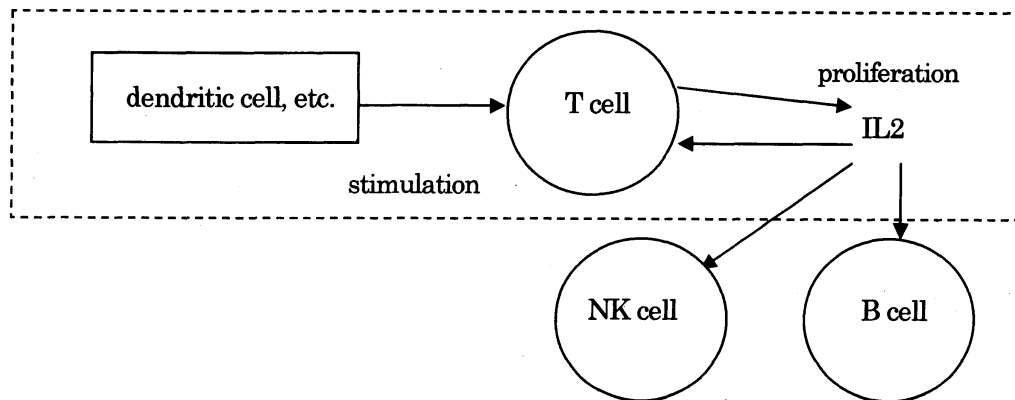 proliferation
dendritic cell, etc.
T cell
IL2
stimulation
NK cell
B cell